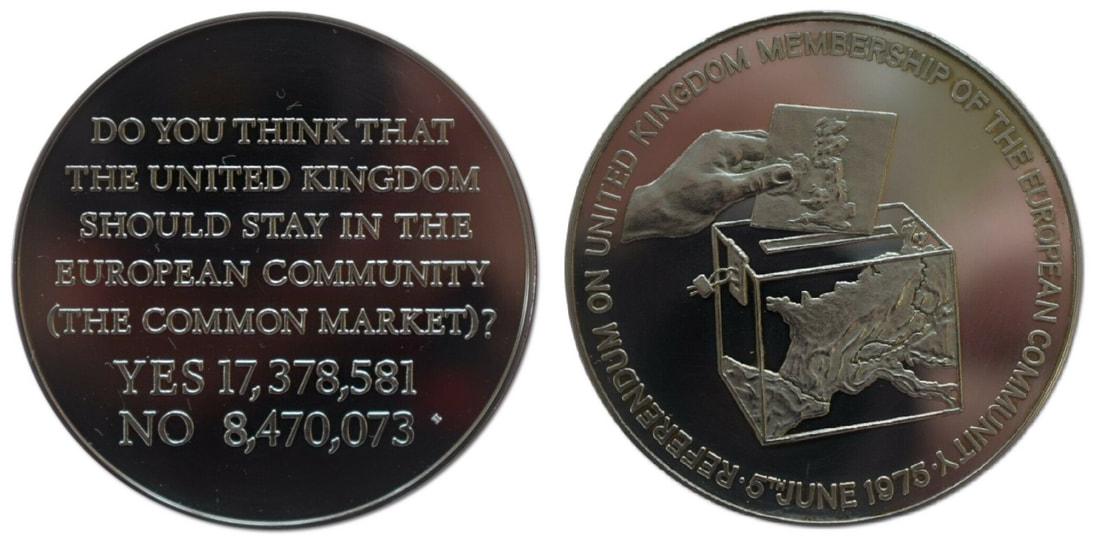 DO YOU THINK THAT
THE UNITED KINGDOM
SHOULD STAY IN THE
EUROPEAN COMMUNITY
(THE COMMON MARKET)?
YES 17,378,581
NO 8,470,073
REFERENDUM ON UNITED KINGDOM MEMBERSHIP OF THE EUROPEAN COMMUNITY · 5TH JUNE 1975 ·